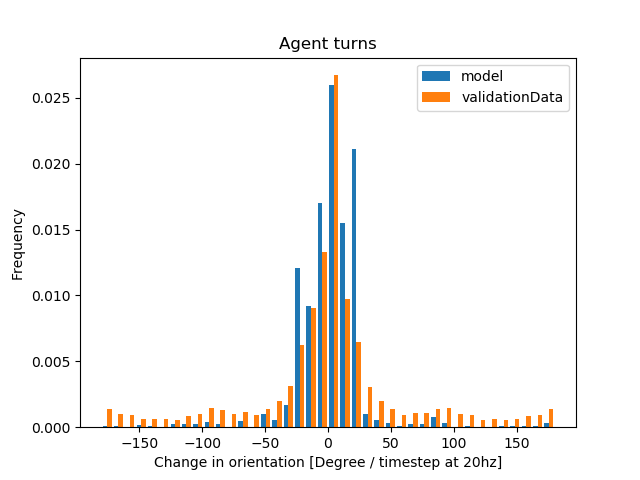 Agent turns
model
validationData
Frequency
0.025
0.020
0.015
0.010
0.005
0.000
−150
−100
−50
0
50
100
150
Change in orientation [Degree / timestep at 20hz]